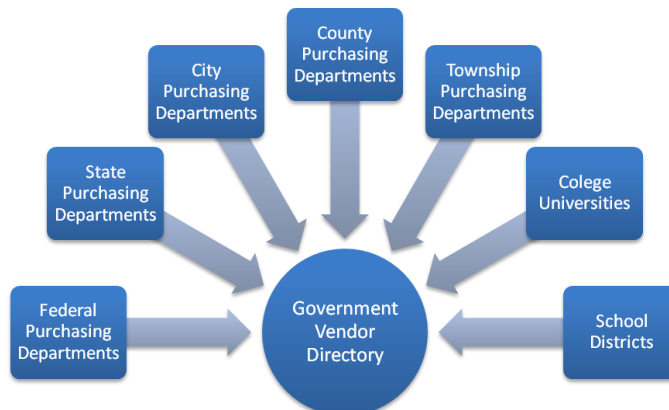 County
Purchasing
Departments
City
Purchasing
Departments
Township
Purchasing
Departments
State
Purchasing
Departments
Colege
Universities
Federal
Purchasing
Departments
Government
Vendor
Directory
School
Districts